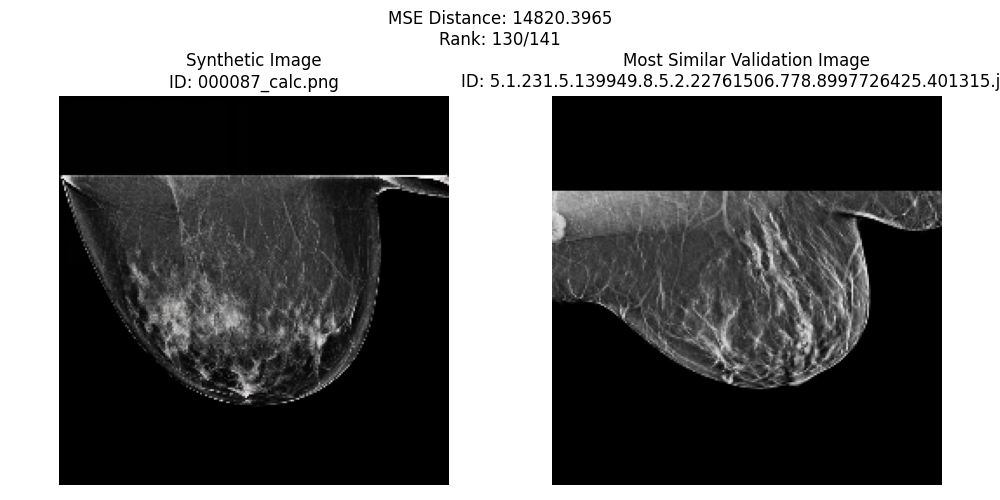 MSE Distance: 14820.3965
Rank: 130/141
Synthetic Image
ID: 000087_calc.png
Most Similar Validation Image
ID: 5.1.231.5.139949.8.5.2.22761506.778.8997726425.401315.j